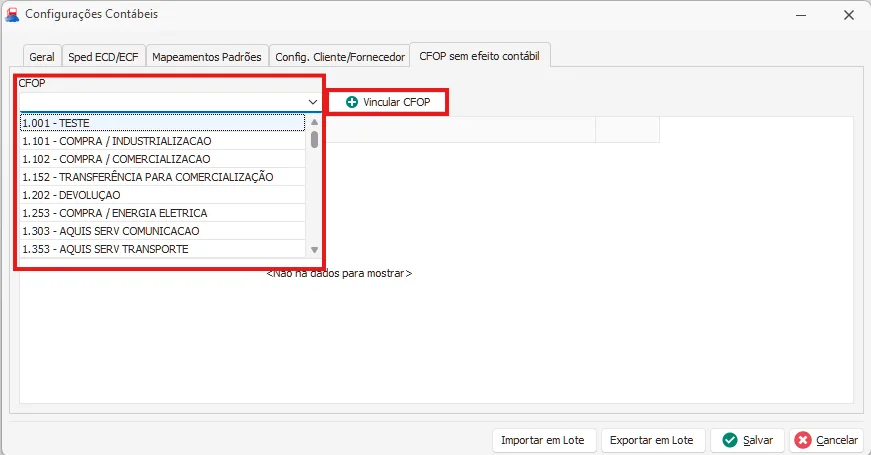 Configurações Contábeis
Geral
Sped ECD/ECF
Mapeamentos Padrões
Config. Cliente/Fornecedor
CFOP sem efeito contábil
CFOP
Vincular CFOP
1.001 - TESTE
1.101 - COMPRA / INDUSTRIALIZACAO
1.102 - COMPRA / COMERCIALIZACAO
1.152 - TRANSFERÊNCIA PARA COMERCIALIZAÇÃO
1.202 - DEVOLUÇAO
1.253 - COMPRA / ENERGIA ELETRICA
1.303 - AQUIS SERV COMUNICACAO
1.353 - AQUIS SERV TRANSPORTE
<Não há dados para mostrar>
Importar em Lote
Exportar em Lote
Salvar
Cancelar